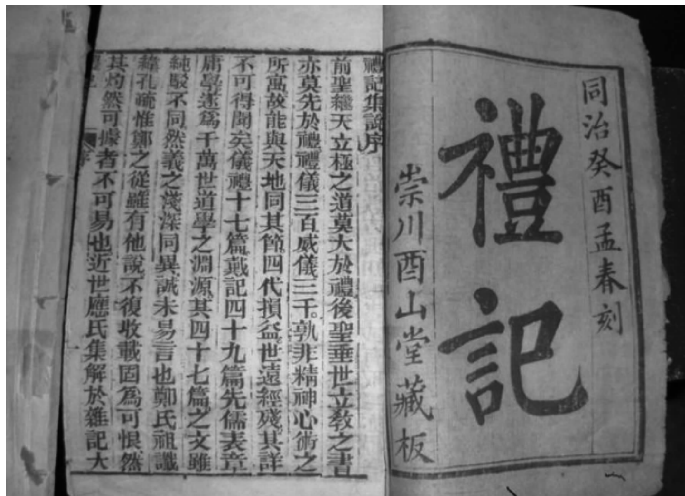 同治癸酉孟春刻
禮記
崇川酉山堂藏板
禮記集說序
前聖繼天立極之道莫大於禮後聖垂世立教之書
亦莫先於禮禮儀三百威儀三千孰非精神心術之
所寓故能與天地同其節四代損益世遠經殘其詳
不可得聞矣儀禮十七篇戴記四十九篇先儒表章
庸學遂爲千萬世道學之淵源其四十七篇之文雖
純駁不同然義之淺深同異誠未易言也鄭氏祖讖
緯孔疏惟鄭之從雖有他說不復收載固爲可恨然
其灼然可據者不可易也近世應氏集解於雜記大